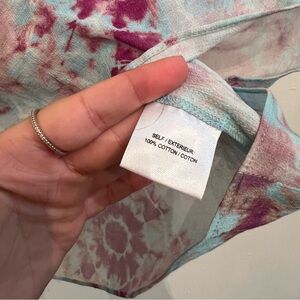 SELF / EXTERIEUR
100% COTTON / COTON